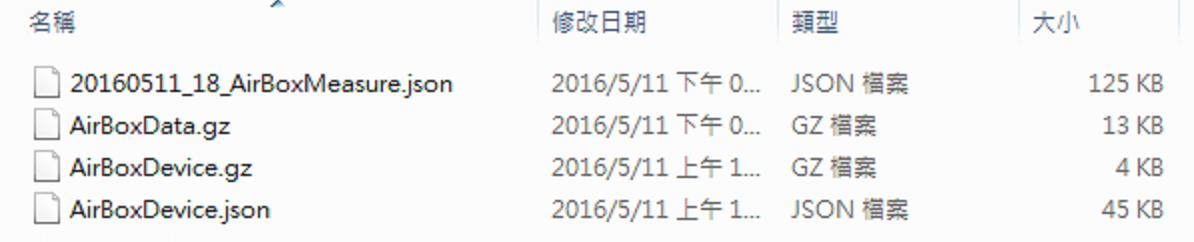 名稱 修改日期 類型 大小
20160511_18_AirBoxMeasure.json 2016/5/11 下午 0... JSON 檔案 125 KB
AirBoxData.gz 2016/5/11 下午 0... GZ 檔案 13 KB
AirBoxDevice.gz 2016/5/11 上午 1... GZ 檔案 4 KB
AirBoxDevice.json 2016/5/11 上午 1... JSON 檔案 45 KB